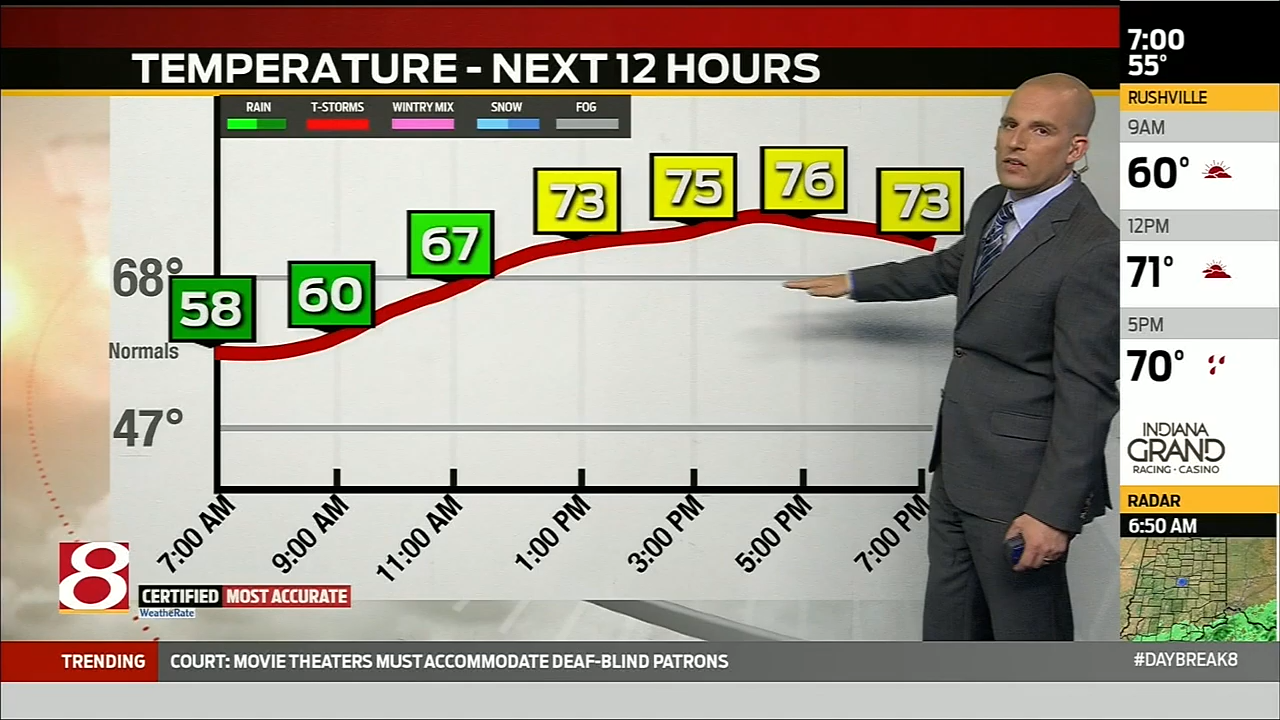 TEMPERATURE - NEXT 12 HOURS
RAIN
T-STORMS
WINTRY MIX
SNOW
FOG
58
60
67
73
75
76
73
68°
Normals
47°
7:00 AM
9:00 AM
11:00 AM
1:00 PM
3:00 PM
5:00 PM
7:00 PM
8
CERTIFIED MOST ACCURATE
WeatheRate
TRENDING
COURT: MOVIE THEATERS MUST ACCOMMODATE DEAF-BLIND PATRONS
7:00
55°
RUSHVILLE
9AM
60°
12PM
71°
5PM
70°
INDIANA
GRAND
RACING • CASINO
RADAR
6:50 AM
#DAYBREAK8